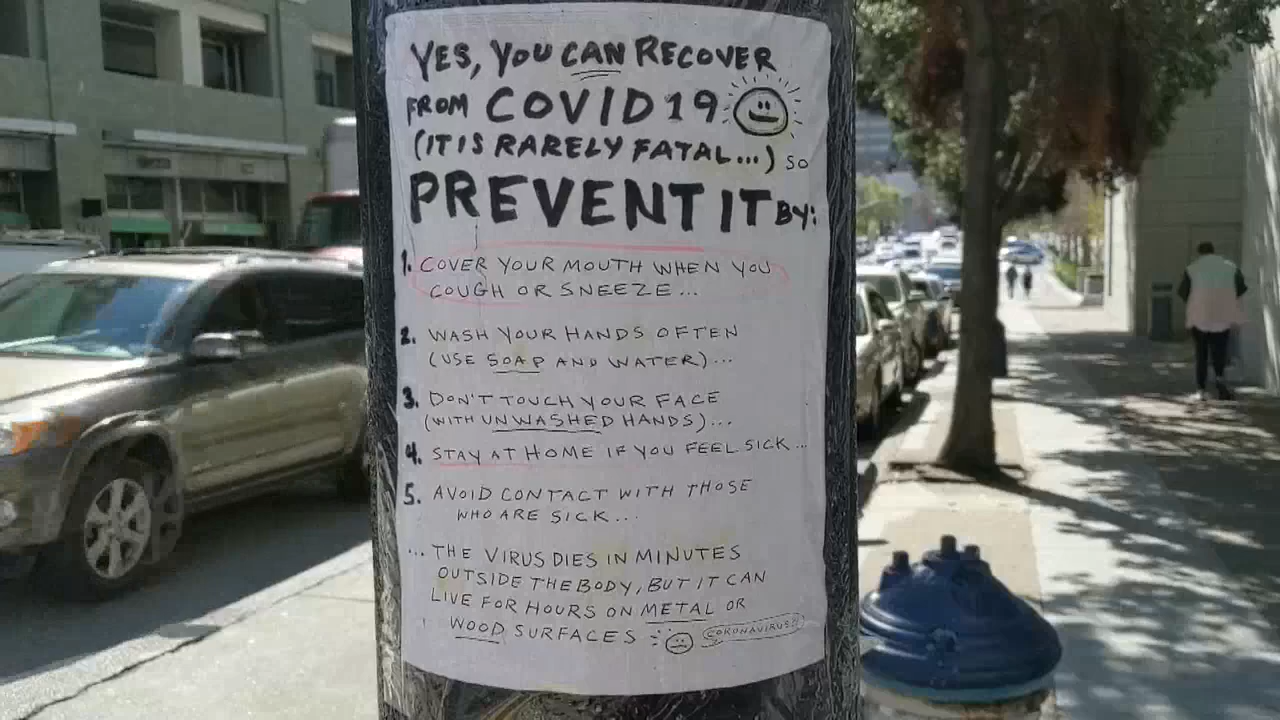 YES, YOU CAN RECOVER
FROM COVID 19
(IT IS RARELY FATAL...) SO
PREVENT IT BY:
1. COVER YOUR MOUTH WHEN YOU
COUGH OR SNEEZE...
2. WASH YOUR HANDS OFTEN
(USE SOAP AND WATER)...
3. DON'T TOUCH YOUR FACE
(WITH UNWASHED HANDS)...
4. STAY AT HOME IF YOU FEEL SICK...
5. AVOID CONTACT WITH THOSE
WHO ARE SICK...
... THE VIRUS DIES IN MINUTES
OUTSIDE THE BODY, BUT IT CAN
LIVE FOR HOURS ON METAL OR
WOOD SURFACES
CORONAVIRUS